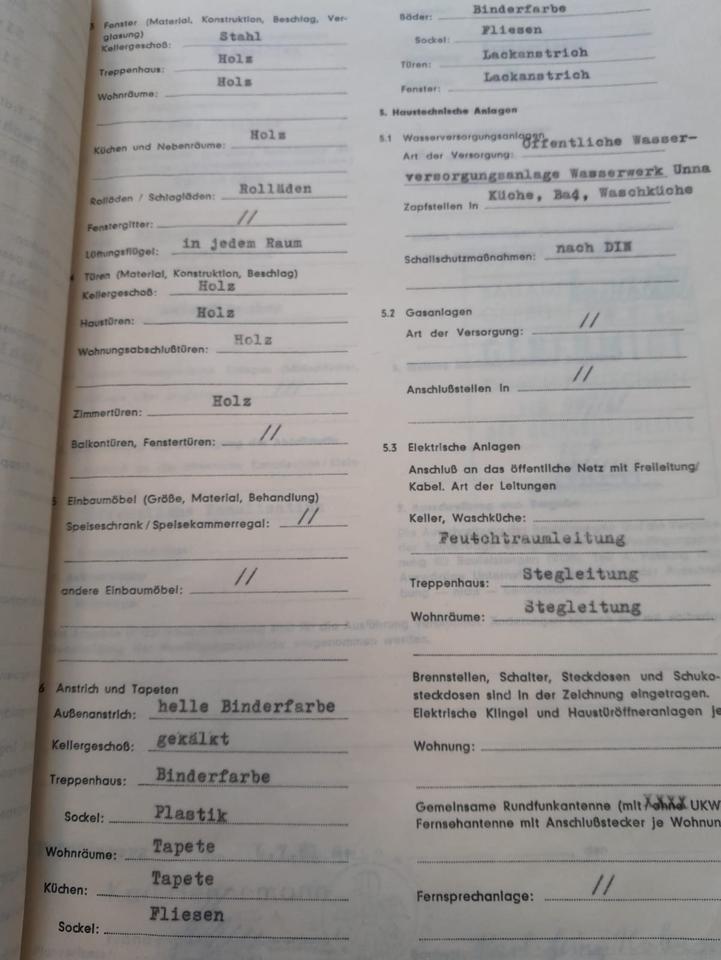 3 Fenster (Material, Konstruktion, Beschlag, Ver-
glasung)
Kellergeschoß: Stahl
Treppenhaus: Holz
Wohnräume: Holz
Küchen und Nebenräume: Holz
Rolläden / Schlagläden: Rolläden
Fenstergitter: //
Lüftungsflügel: in jedem Raum
4 Türen (Material, Konstruktion, Beschlag)
Kellergeschoß: Holz
Haustüren: Holz
Wohnungsabschlußtüren: Holz
Zimmertüren: Holz
Balkontüren, Fenstertüren: //
5 Einbaumöbel (Größe, Material, Behandlung)
Speiseschrank/Speisekammerregal: //
andere Einbaumöbel: //
6 Anstrich und Tapeten
Außenanstrich: helle Binderfarbe
Kellergeschoß: gekälkt
Treppenhaus: Binderfarbe
Sockel: Plastik
Wohnräume: Tapete
Küchen: Tapete
Sockel: Fliesen
Bäder: Binderfarbe
Sockel: Fliesen
Türen: Lackanstrich
Fenster: Lackanstrich
5. Haustechnische Anlagen
5.1 Wasserversorgungsanlagen
Art der Versorgung: öffentliche Wasser-
versorgungsanlage Wasserwerk Unna
Zapfstellen in Küche, Bad, Waschküche
Schallschutzmaßnahmen: nach DIN
5.2 Gasanlagen
Art der Versorgung: //
Anschlußstellen in //
5.3 Elektrische Anlagen
Anschluß an das öffentliche Netz mit Freileitung/
Kabel. Art der Leitungen
Keller, Waschküche:
Feutchtraumleitung
Treppenhaus: Stegleitung
Wohnräume: Stegleitung
Brennstellen, Schalter, Steckdosen und Schuko-
steckdosen sind in der Zeichnung eingetragen.
Elektrische Klingel und Haustüröffneranlagen je
Wohnung:
Gemeinsame Rundfunkantenne (mit/ohne UKW
Fernsehantenne mit Anschlußstecker je Wohnun
Fernsprechanlage: //